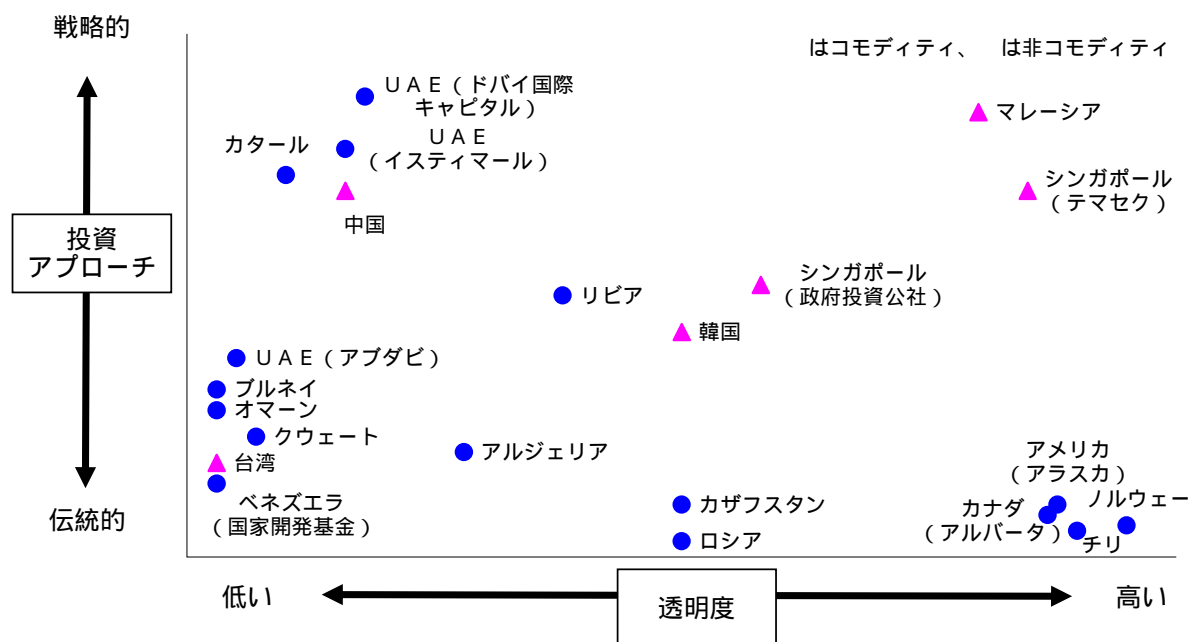 戦略的
はコモディティ、　は非コモディティ
ＵＡＥ（ドバイ国際
キャピタル）
マレーシア
ＵＡＥ
（イスティマール）
カタール
シンガポール
（テマセク）
中国
投資
アプローチ
シンガポール
（政府投資公社）
リビア
韓国
ＵＡＥ（アブダビ）
ブルネイ
オマーン
クウェート
アルジェリア
台湾
アメリカ
（アラスカ）
ベネズエラ
（国家開発基金）
カザフスタン
ノルウェー
カナダ
（アルバータ）
伝統的
ロシア
チリ
低い
透明度
高い